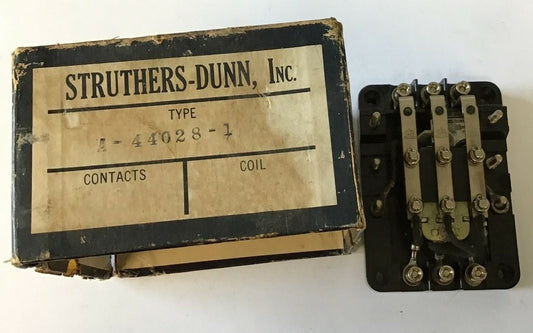 STRUTHERS-DUNN, INC.
TYPE
A-44028-1
CONTACTS
COIL